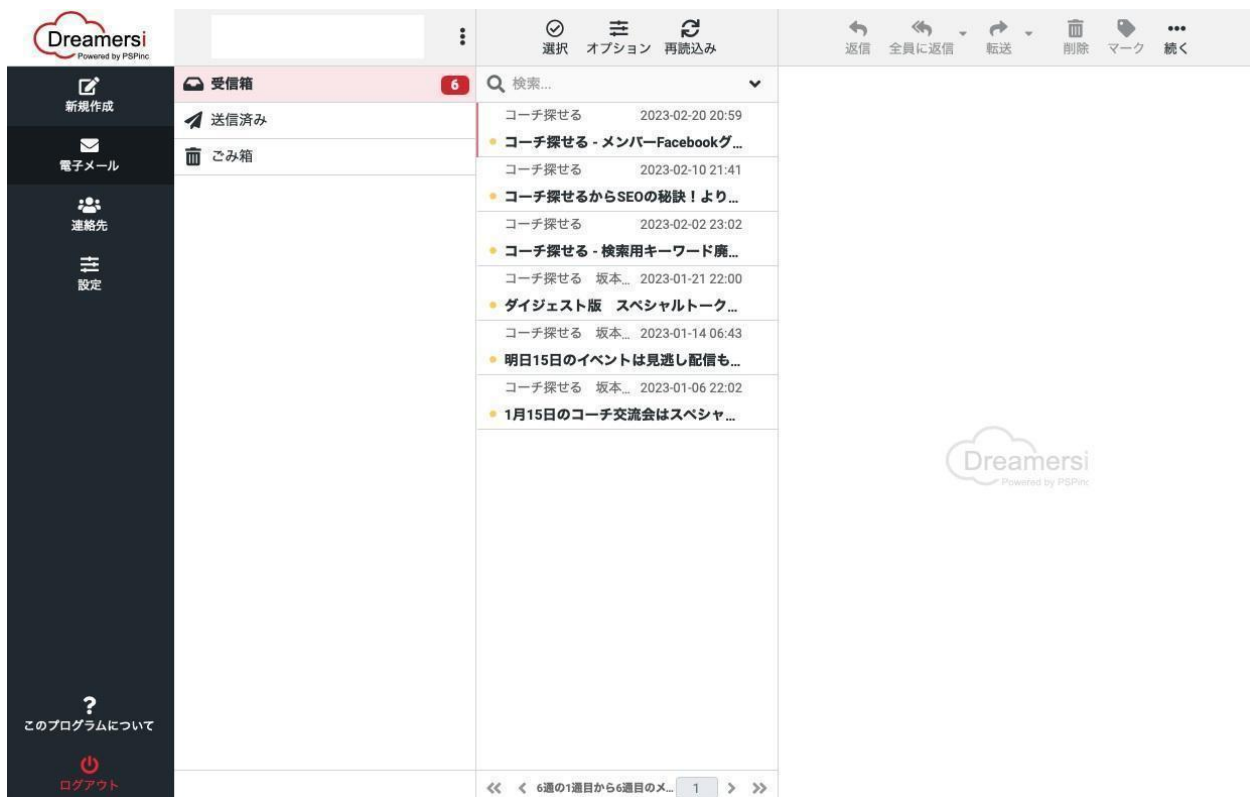 Dreamersi
Powered by PSPinc
選択
オプション
再読込み
返信
全員に返信
転送
削除
マーク
続く
新規作成
電子メール
連絡先
設定
このプログラムについて
ログアウト
受信箱 6
送信済み
ごみ箱
検索...
コーチ探せる 2023-02-20 20:59
コーチ探せる - メンバーFacebookグ...
コーチ探せる 2023-02-10 21:41
コーチ探せるからSEOの秘訣！より...
コーチ探せる 2023-02-02 23:02
コーチ探せる - 検索用キーワード廃...
コーチ探せる 坂本... 2023-01-21 22:00
ダイジェスト版 スペシャルトーク...
コーチ探せる 坂本... 2023-01-14 06:43
明日15日のイベントは見逃し配信も...
コーチ探せる 坂本... 2023-01-06 22:02
1月15日のコーチ交流会はスペシャ...
6通の1通目から6通目のメ... 1
Dreamersi
Powered by PSPinc